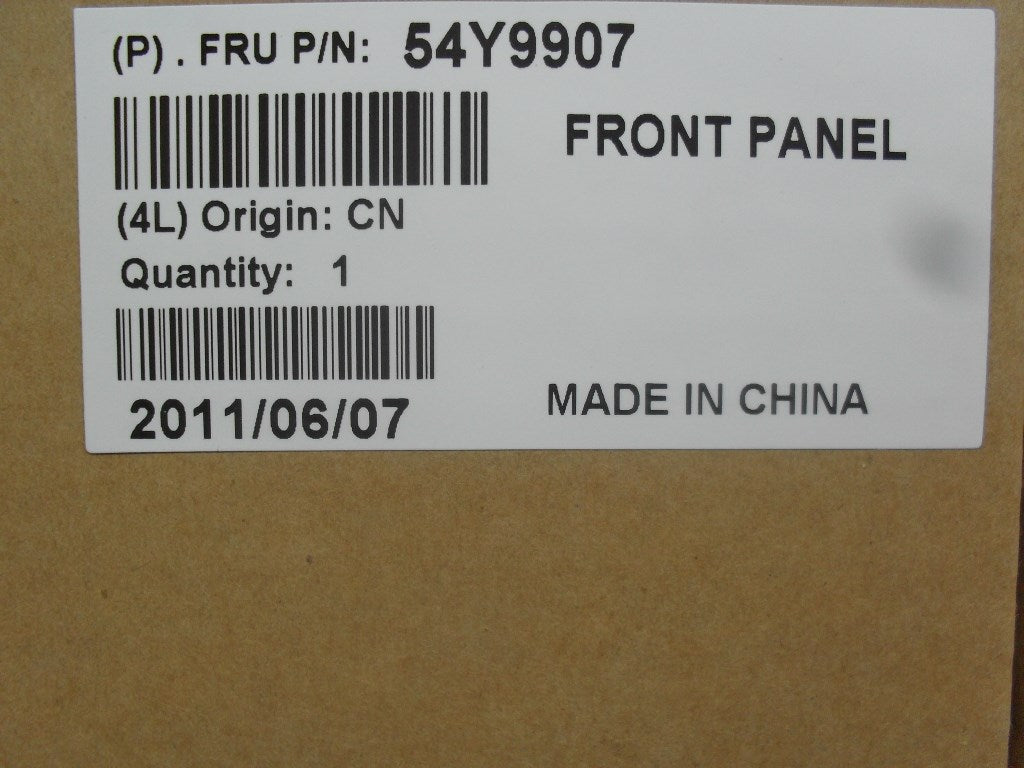 (P) . FRU P/N: 54Y9907
FRONT PANEL
(4L) Origin: CN
Quantity: 1
2011/06/07
MADE IN CHINA